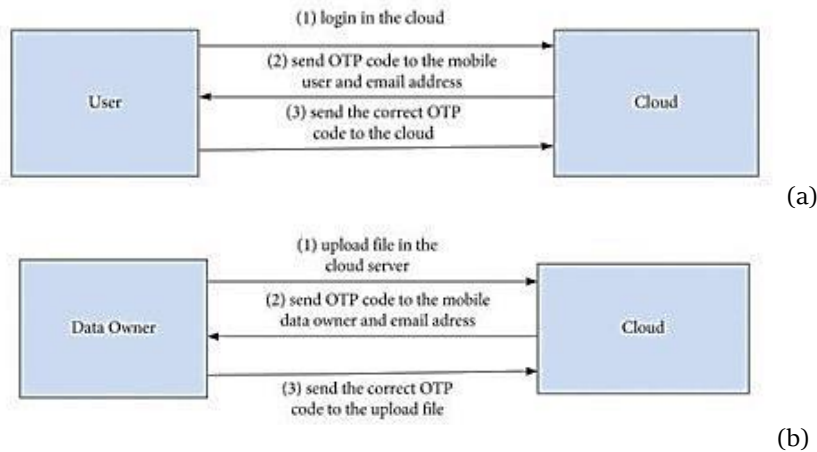 (1) login in the cloud
(2) send OTP code to the mobile
user and email address
User
Cloud
(3) send the correct OTP
code to the cloud
(a)
(1) upload file in the
cloud server
(2) send OTP code to the mobile
data owner and email adress
Data Owner
Cloud
(3) send the correct OTP
code to the upload file
(b)